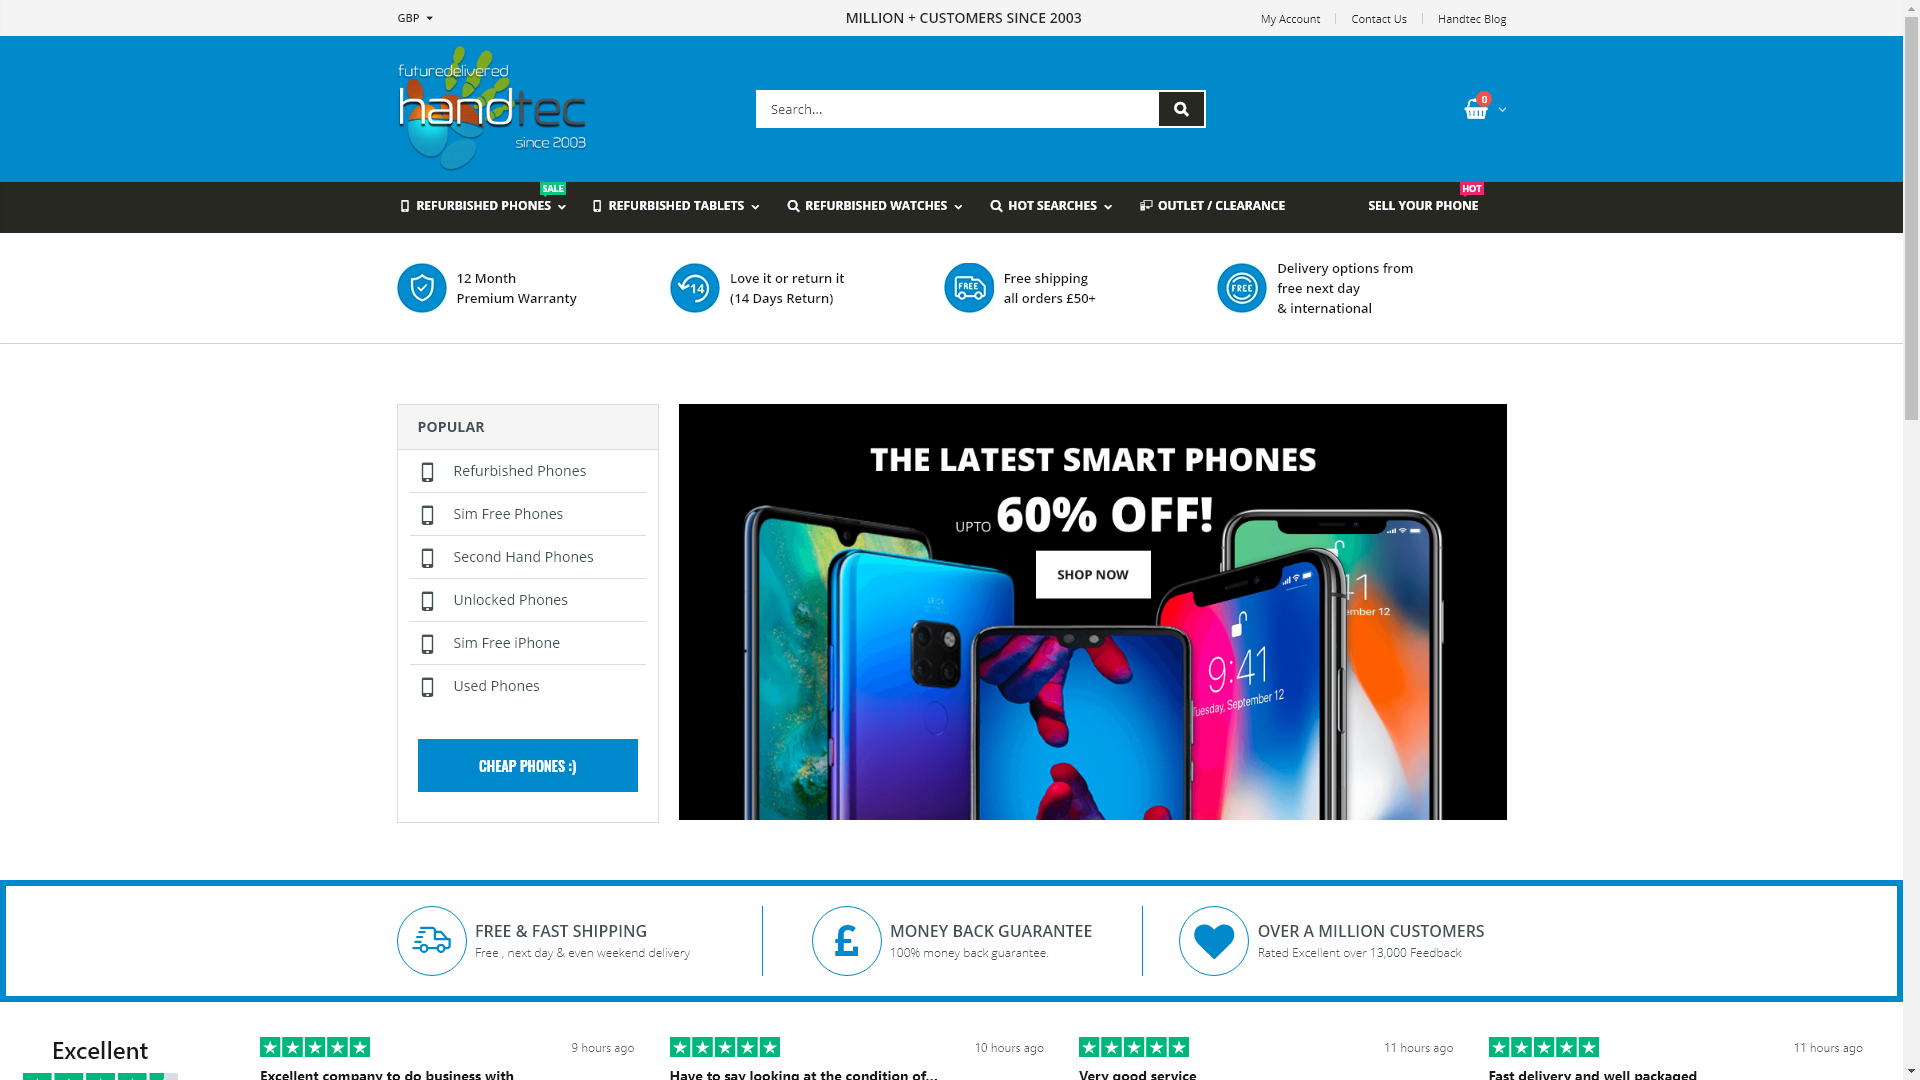 GBP
MILLION + CUSTOMERS SINCE 2003
My Account
Contact Us
Handtec Blog
futuredelivered
handtec
since 2003
Search...
0
SALE
HOT
REFURBISHED PHONES
REFURBISHED TABLETS
REFURBISHED WATCHES
HOT SEARCHES
OUTLET / CLEARANCE
SELL YOUR PHONE
12 Month
Premium Warranty
14
Love it or return it
(14 Days Return)
FREE
Free shipping
all orders £50+
FREE
Delivery options from
free next day
& international
POPULAR
Refurbished Phones
Sim Free Phones
Second Hand Phones
Unlocked Phones
Sim Free iPhone
Used Phones
CHEAP PHONES :)
THE LATEST SMART PHONES
UPTO 60% OFF!
SHOP NOW
9:41
Tuesday, September 12
41
mber 12
FREE & FAST SHIPPING
Free , next day & even weekend delivery
£
MONEY BACK GUARANTEE
100% money back guarantee.
OVER A MILLION CUSTOMERS
Rated Excellent over 13,000 Feedback
Excellent
9 hours ago
Excellent company to do business with
10 hours ago
Have to say looking at the condition of...
11 hours ago
Very good service
11 hours ago
Fast delivery and well packaged